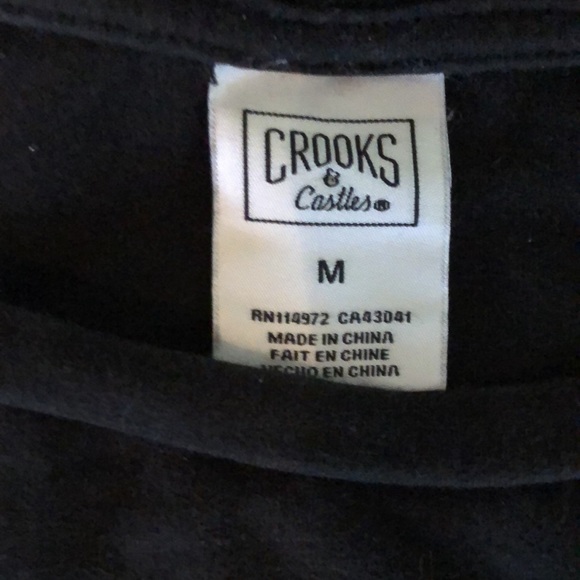 CROOKS
&
Castles®
M
RN114972 CA43041
MADE IN CHINA
FAIT EN CHINE
HECHO EN CHINA